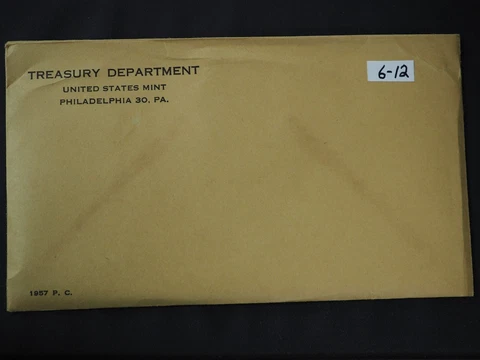 TREASURY DEPARTMENT
UNITED STATES MINT
PHILADELPHIA 30, PA.
6-12
1957 P. C.